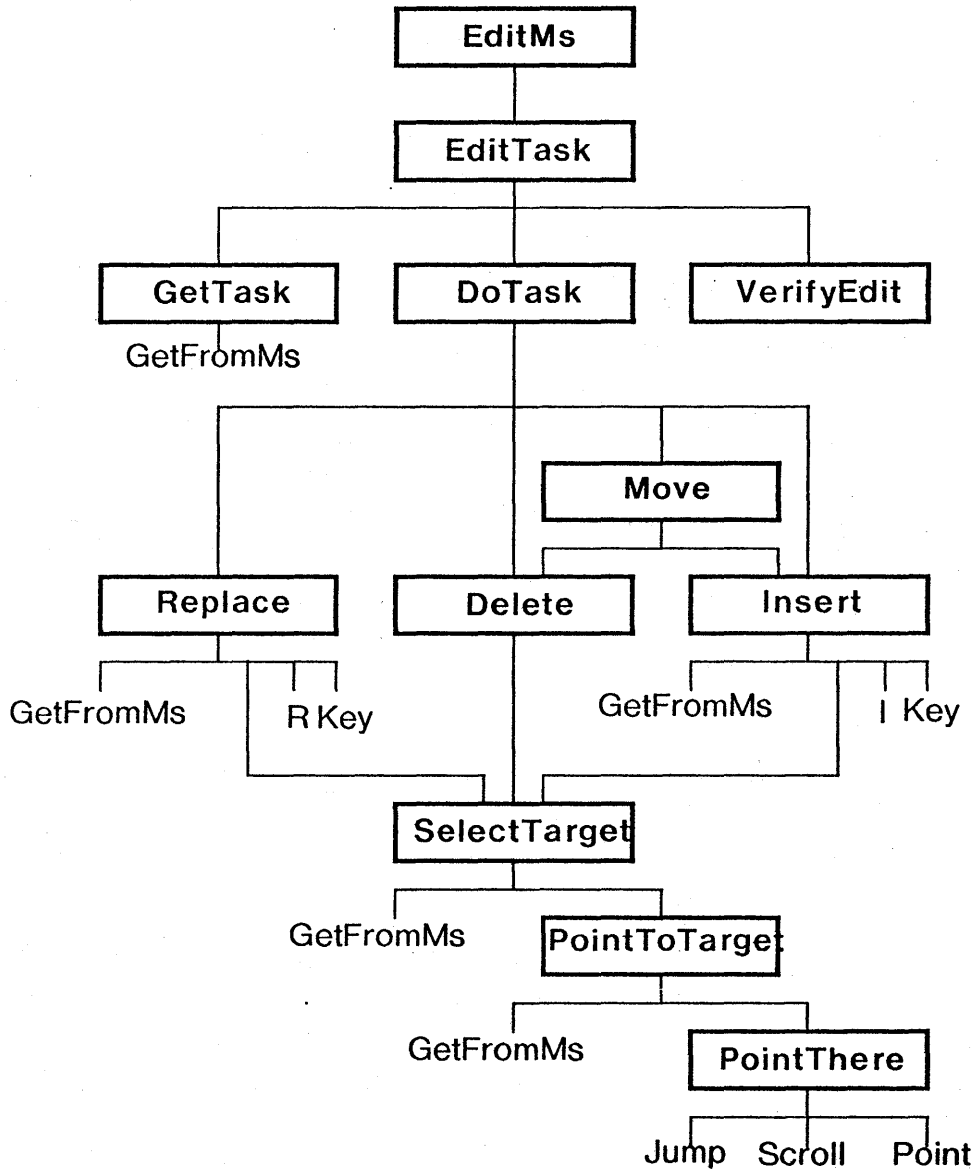 EditMs
EditTask
GetTask DoTask VerifyEdit
GetFromMs
Move
Replace Delete Insert
GetFromMs R Key GetFromMs I Key
SelectTarget
GetFromMs PointToTarget
GetFromMs PointThere
Jump Scroll Point